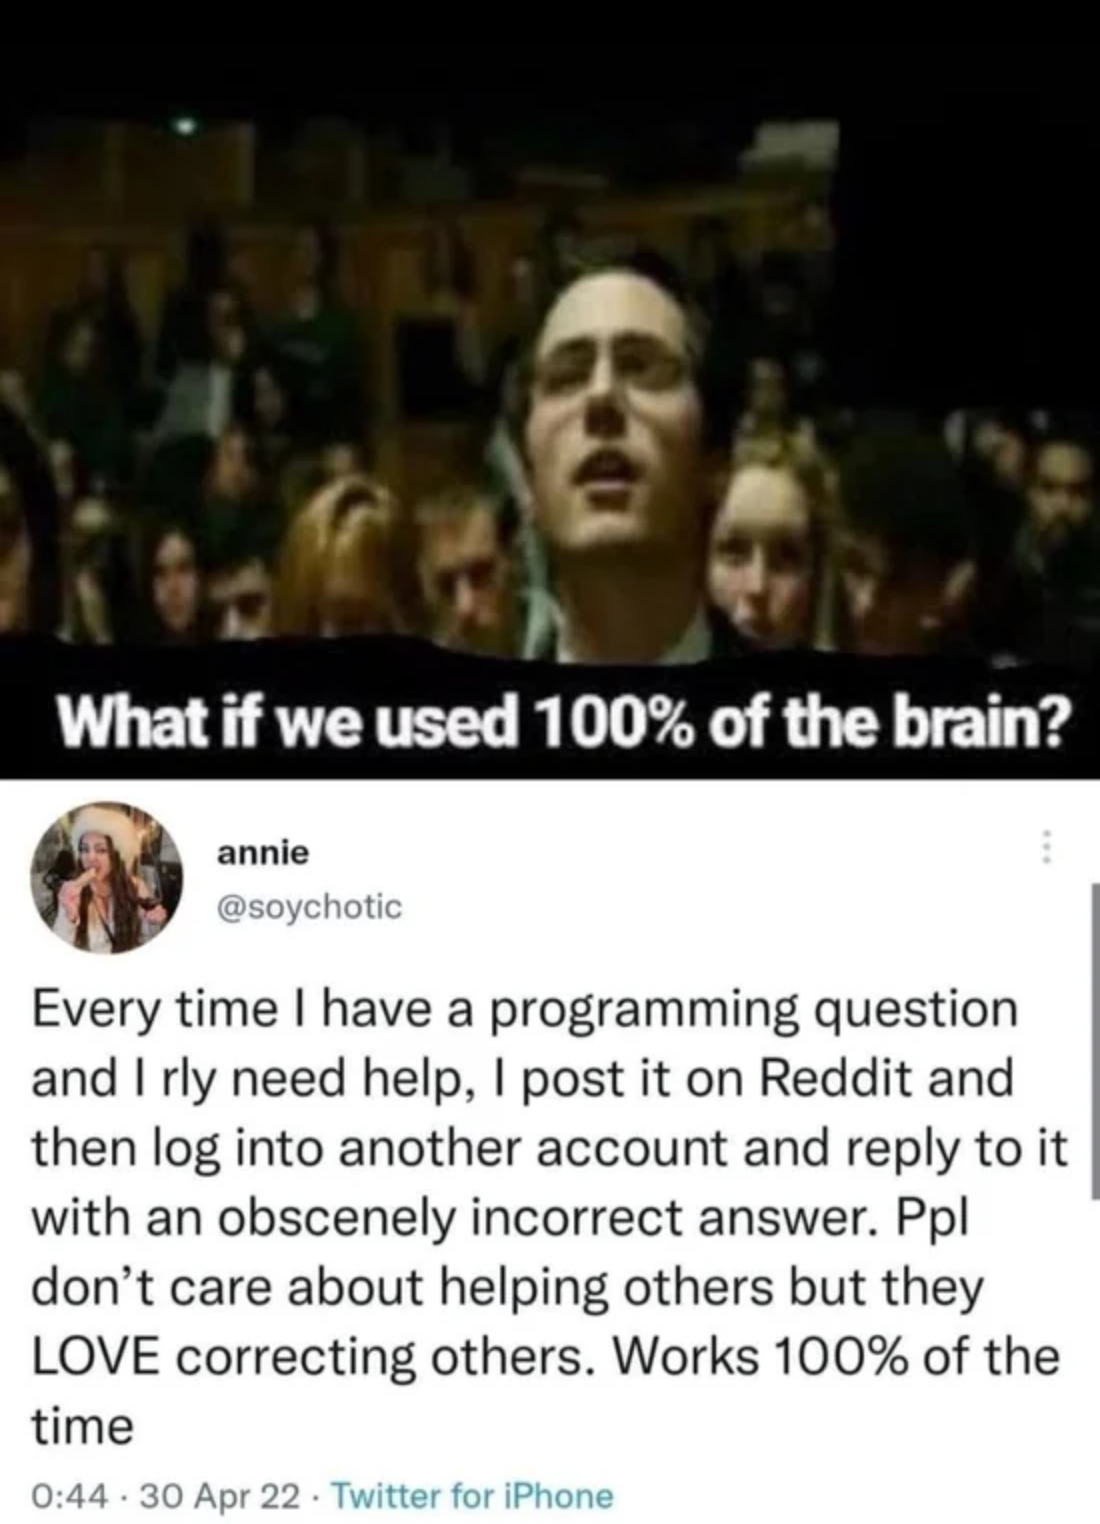 What if we used 100% of the brain?
annie
@soychotic
Every time I have a programming question
and I rly need help, I post it on Reddit and
then log into another account and reply to it
with an obscenely incorrect answer. Ppl
don’t care about helping others but they
LOVE correcting others. Works 100% of the
time
0:44 · 30 Apr 22 · Twitter for iPhone